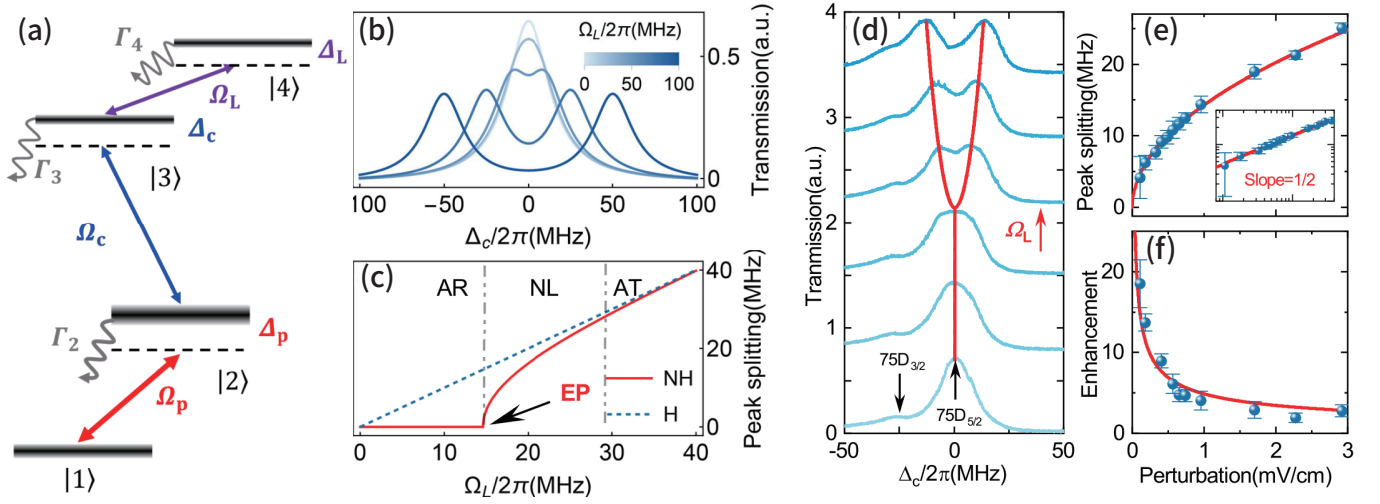 (a)
Γ4
ΔL
|4⟩
ΩL
Δc
Γ3
|3⟩
Ωc
Γ2
Δp
|2⟩
Ωp
|1⟩
(b)
ΩL/2π(MHz)
0 100
0.5
0
Transmission(a.u.)
100 −50 0 50 100
Δc/2π(MHz)
(c)
AR NL AT
EP
NH
H
40
20
0
Peak splitting(MHz)
0 10 20 30 40
ΩL/2π(MHz)
(d)
4
3
2
1
0
Tranmission(a.u.)
ΩL
75D3/2
75D5/2
-50 0 50
Δc/2π(MHz)
(e)
20
10
0
Peak splitting(MHz)
Slope=1/2
(f)
20
10
0
Enhancement
0 1 2 3
Perturbation(mV/cm)